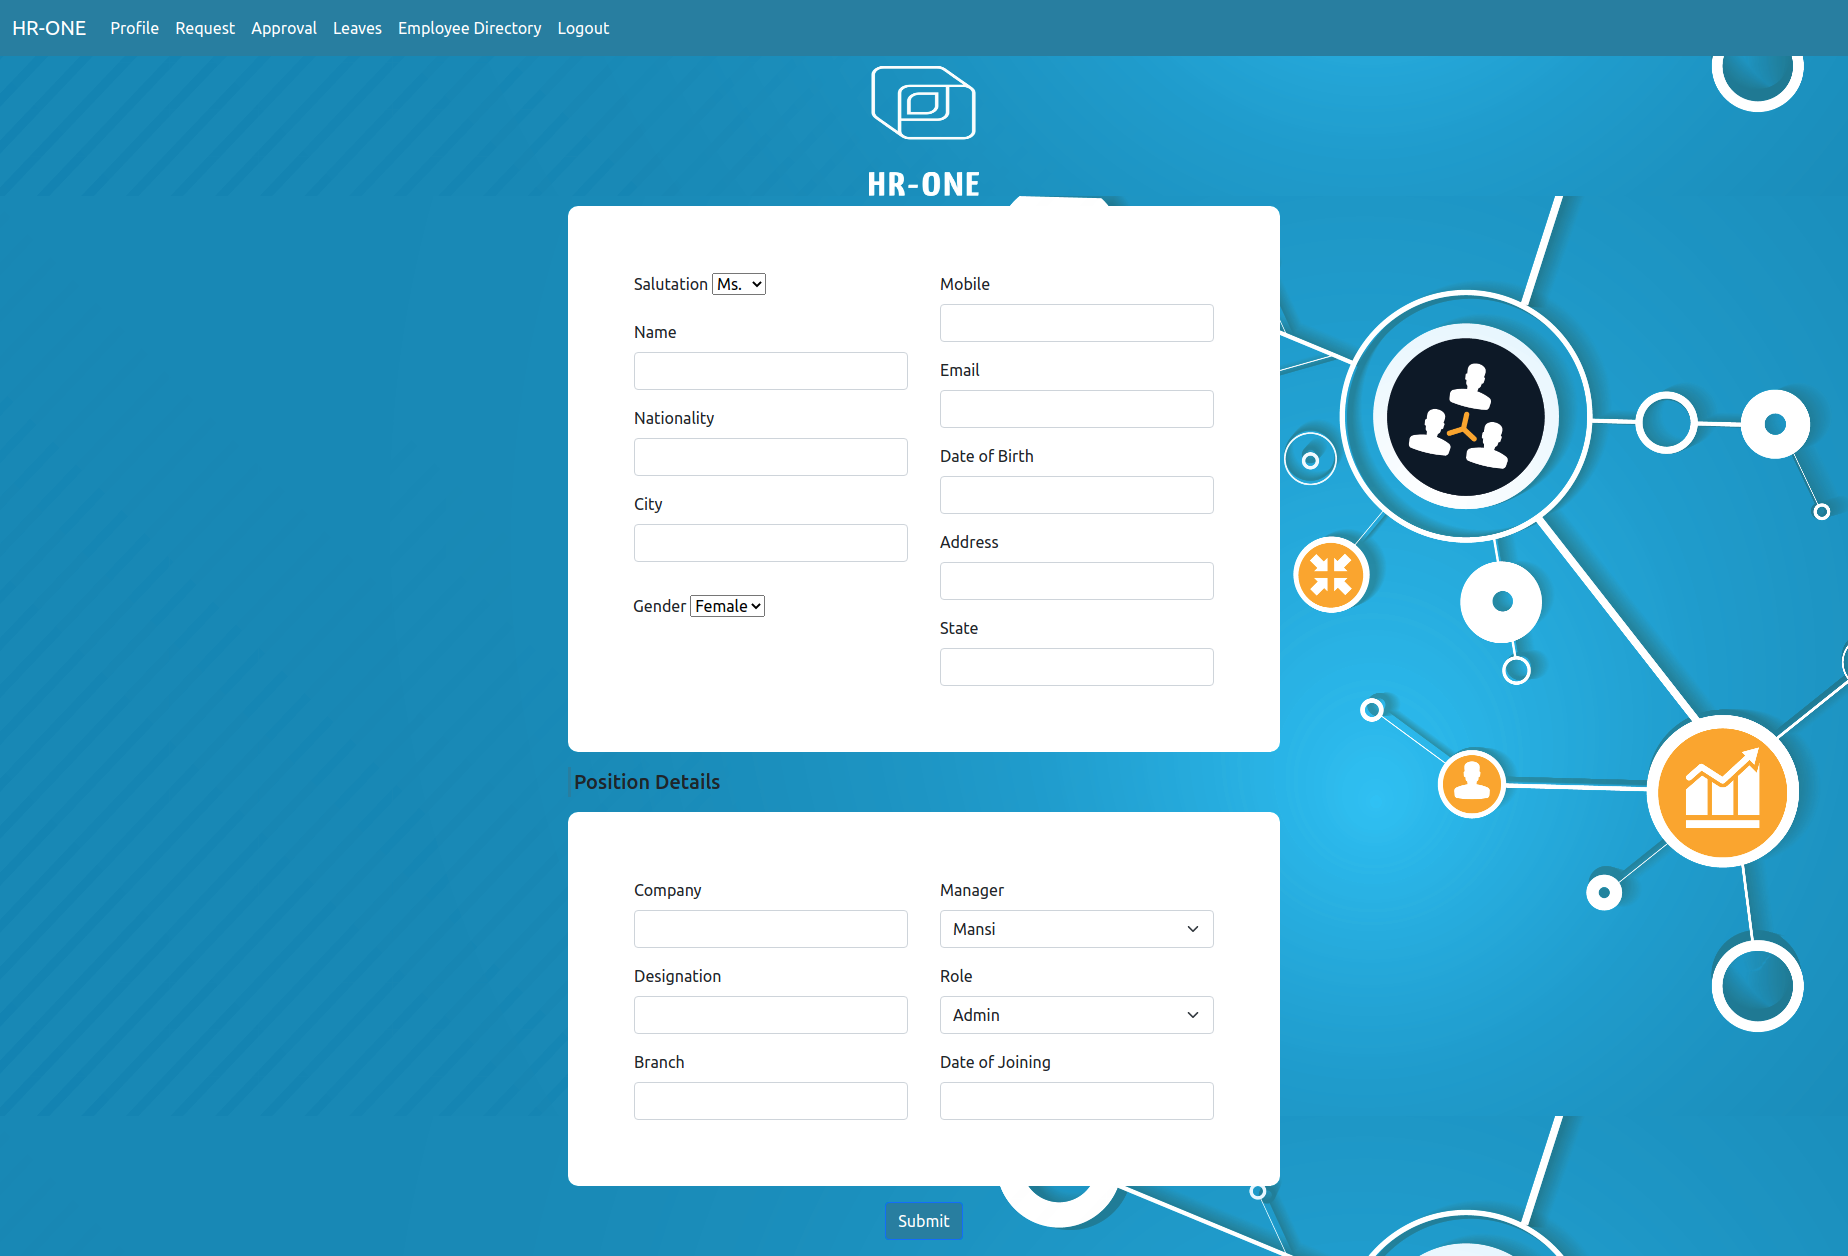 HR-ONE Profile Request Approval Leaves Employee Directory Logout
HR-ONE
Salutation Ms.
Name
Nationality
City
Gender Female
Mobile
Email
Date of Birth
Address
State
Position Details
Company
Designation
Branch
Manager
Mansi
Role
Admin
Date of Joining
Submit